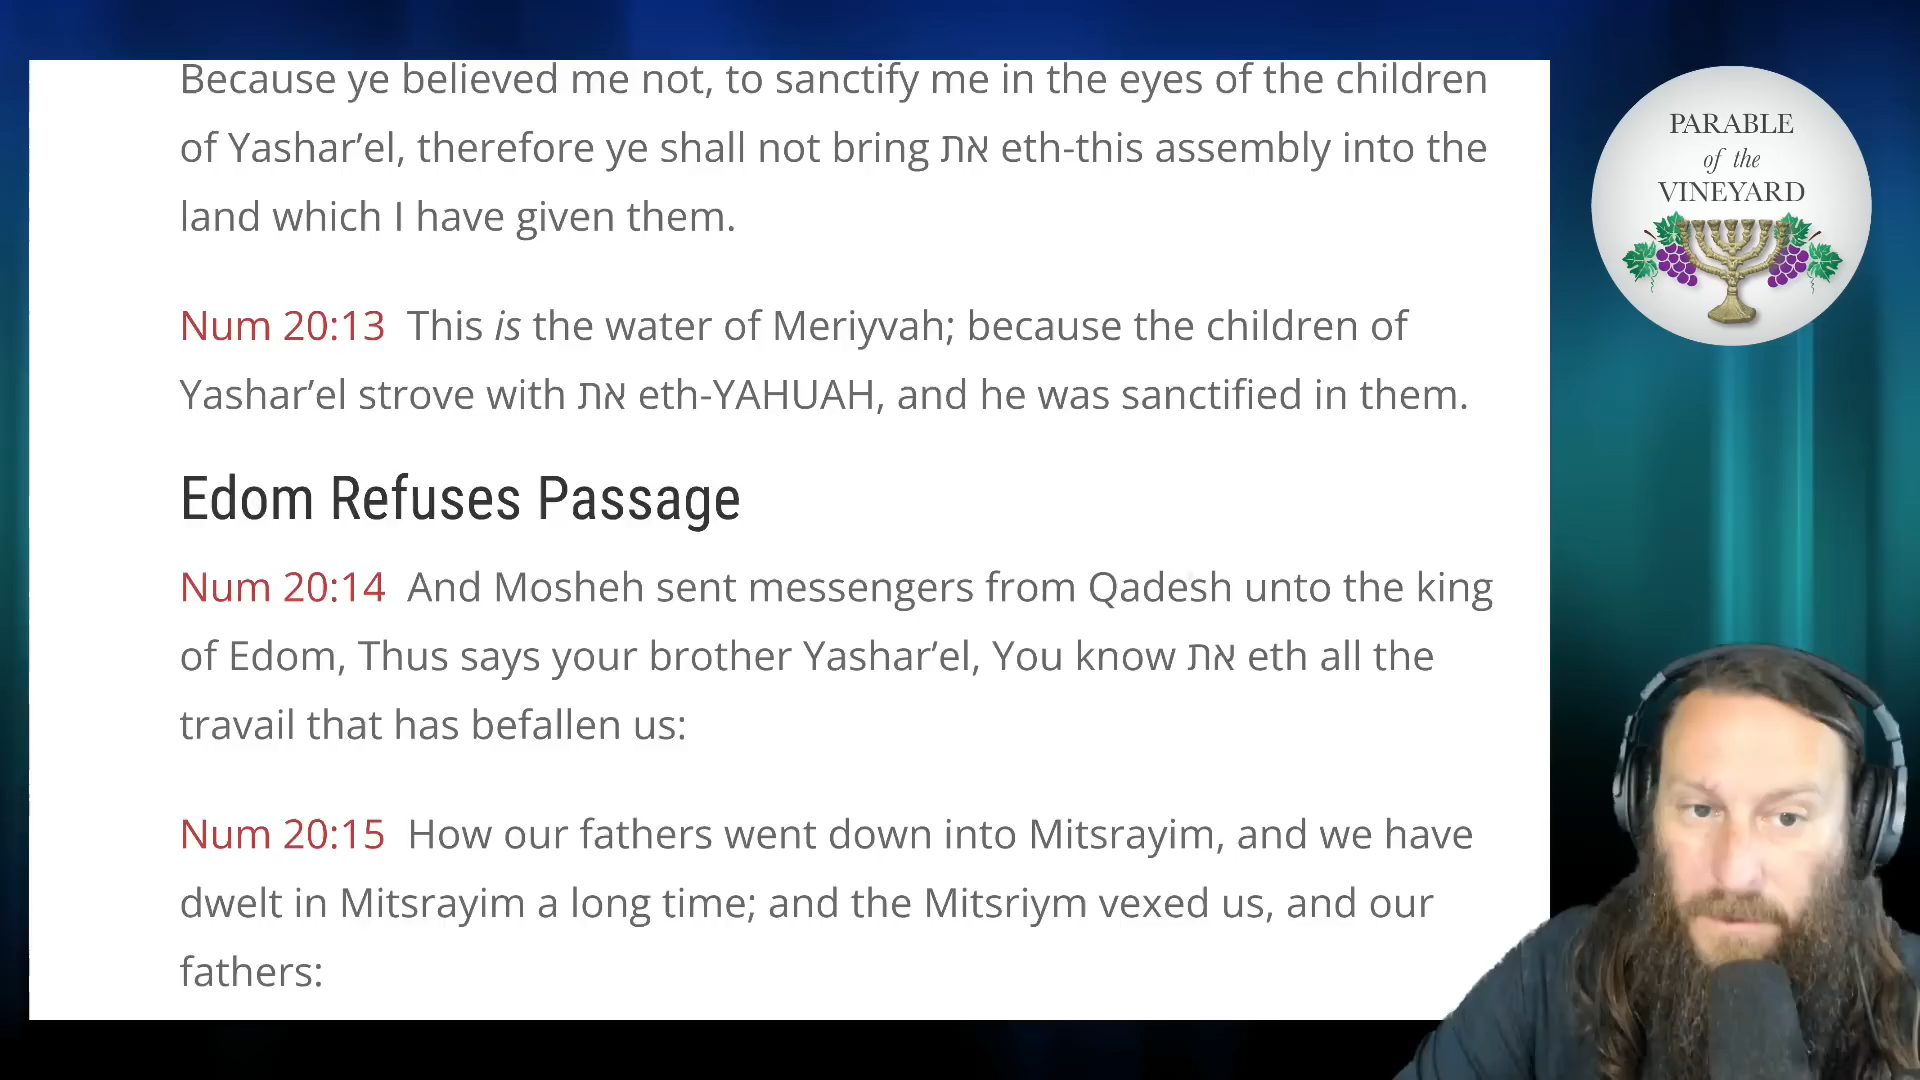 Because ye believed me not, to sanctify me in the eyes of the children
of Yashar’el, therefore ye shall not bring את eth-this assembly into the
land which I have given them.
Num 20:13 This is the water of Meriyvah; because the children of
Yashar’el strove with את eth-YAHUAH, and he was sanctified in them.
Edom Refuses Passage
Num 20:14 And Mosheh sent messengers from Qadesh unto the king
of Edom, Thus says your brother Yashar’el, You know את eth all the
travail that has befallen us:
Num 20:15 How our fathers went down into Mitsrayim, and we have
dwelt in Mitsrayim a long time; and the Mitsriym vexed us, and our
fathers:
PARABLE
of the
VINEYARD